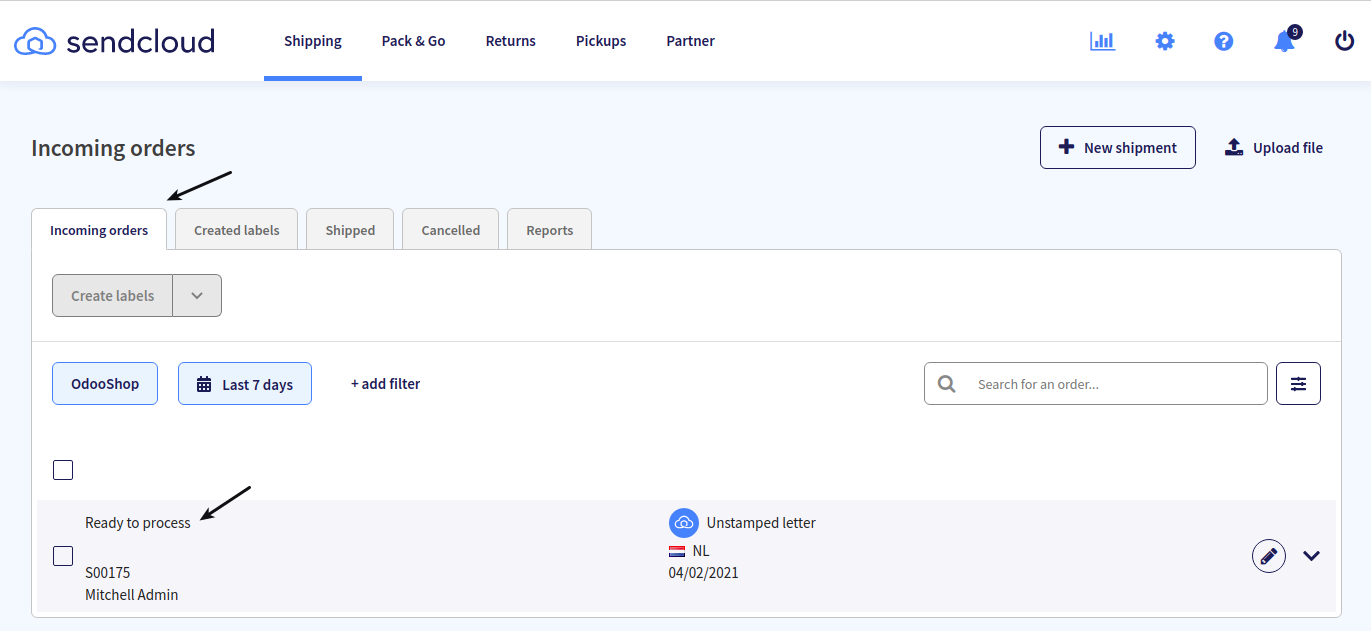 sendcloud
Shipping Pack & Go Returns Pickups Partner
9
Incoming orders
New shipment Upload file
Incoming orders Created labels Shipped Cancelled Reports
Create labels
OdooShop Last 7 days + add filter Search for an order...
Ready to process Unstamped letter
NL
S00175 04/02/2021
Mitchell Admin